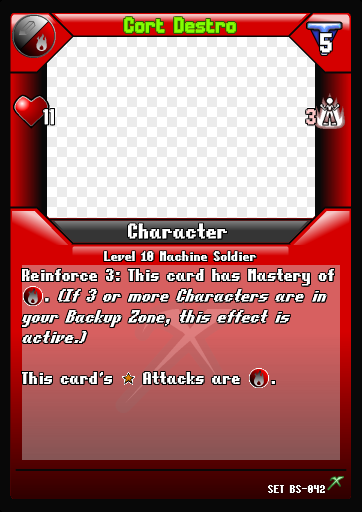 Cort Destro
5
11
3
Character
Level 10 Machine Soldier
Reinforce 3: This card has Mastery of
. (If 3 or more Characters are in
your Backup Zone, this effect is
active.)
This card's ★ Attacks are .
SET BS-042